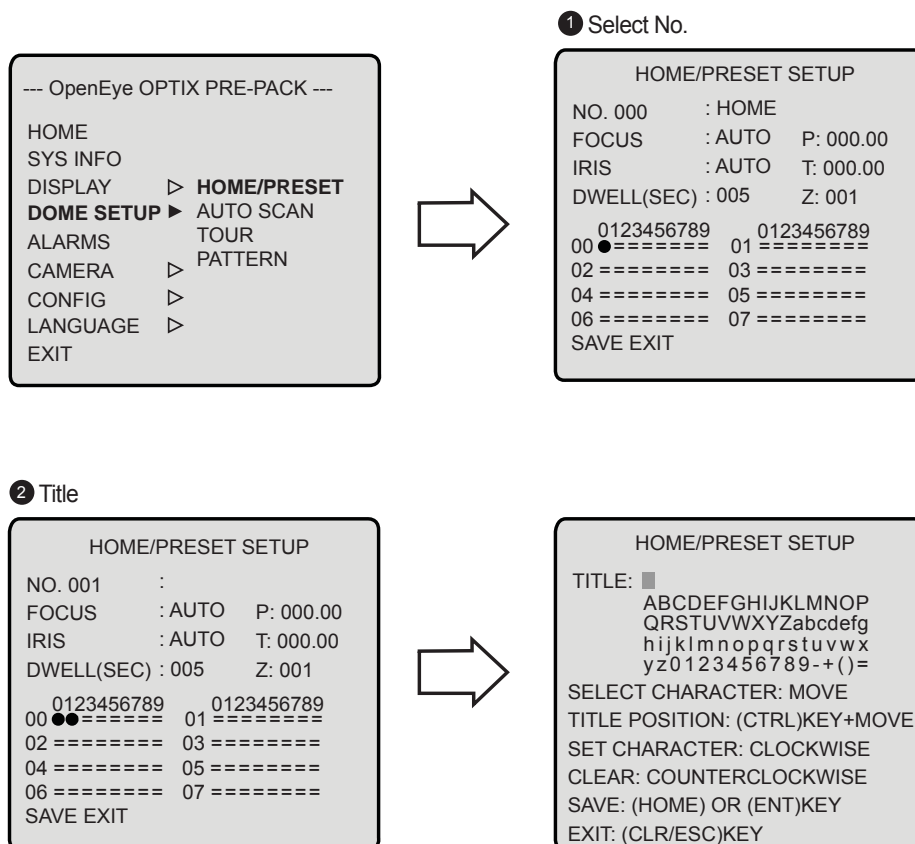 ❶ Select No.
--- OpenEye OPTIX PRE-PACK ---
HOME
SYS INFO
DISPLAY ▷ HOME/PRESET
DOME SETUP ► AUTO SCAN
ALARMS TOUR
CAMERA ▷ PATTERN
CONFIG ▷
LANGUAGE ▷
EXIT
HOME/PRESET SETUP
NO. 000 : HOME
FOCUS : AUTO P: 000.00
IRIS : AUTO T: 000.00
DWELL(SEC) : 005 Z: 001
0123456789 0123456789
00 ●======= 01 ========
02 ======== 03 ========
04 ======== 05 ========
06 ======== 07 ========
SAVE EXIT
❷ Title
HOME/PRESET SETUP
NO. 001 :
FOCUS : AUTO P: 000.00
IRIS : AUTO T: 000.00
DWELL(SEC) : 005 Z: 001
0123456789 0123456789
00 ●●====== 01 ========
02 ======== 03 ========
04 ======== 05 ========
06 ======== 07 ========
SAVE EXIT
HOME/PRESET SETUP
TITLE:
ABCDEFGHIJKLMNOP
QRSTUVWXYZabcdefg
hijklmnopqrstuvwx
yz0123456789-+()=
SELECT CHARACTER: MOVE
TITLE POSITION: (CTRL)KEY+MOVE
SET CHARACTER: CLOCKWISE
CLEAR: COUNTERCLOCKWISE
SAVE: (HOME) OR (ENT)KEY
EXIT: (CLR/ESC)KEY